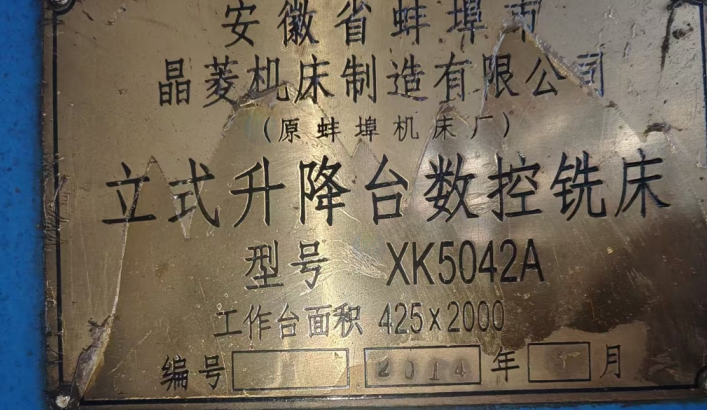 安徽省蚌埠市
晶菱机床制造有限公司
(原蚌埠机床厂)
立式升降台数控铣床
型号 XK5042A
工作台面积 425×2000
编号 2014 年 月